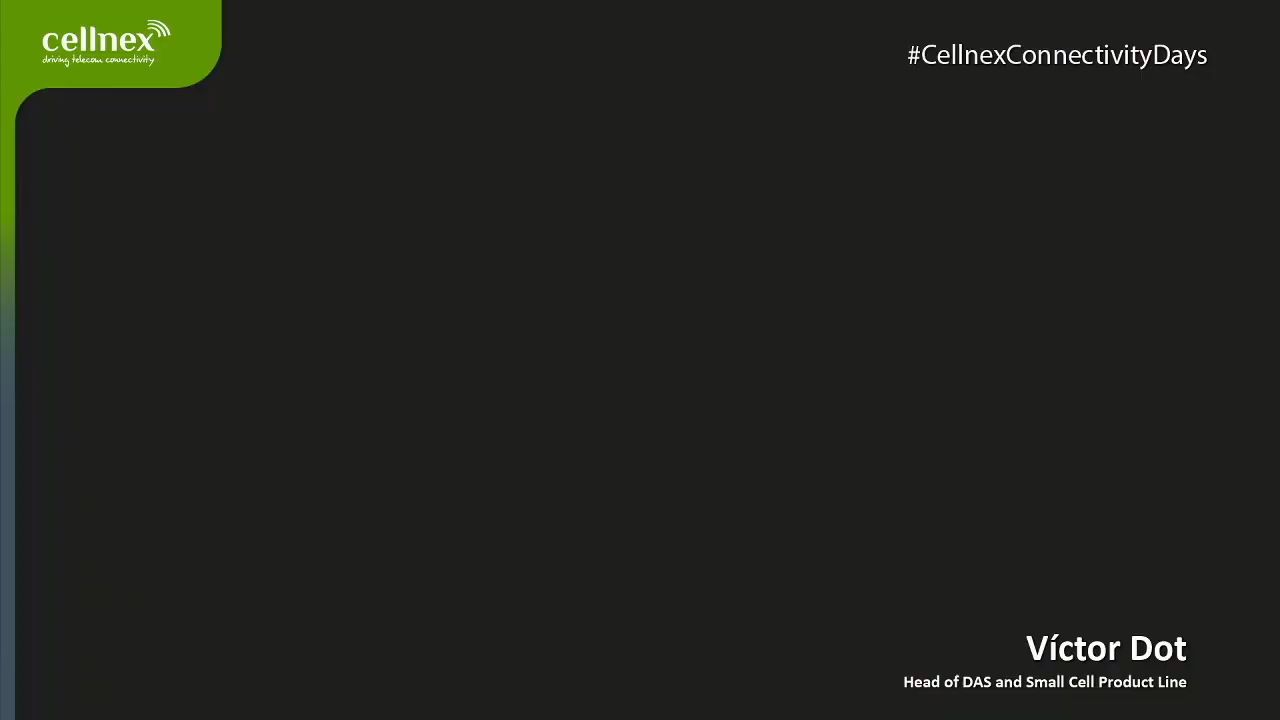 cellnex
driving telecom connectivity
#CellnexConnectivityDays
Víctor Dot
Head of DAS and Small Cell Product Line